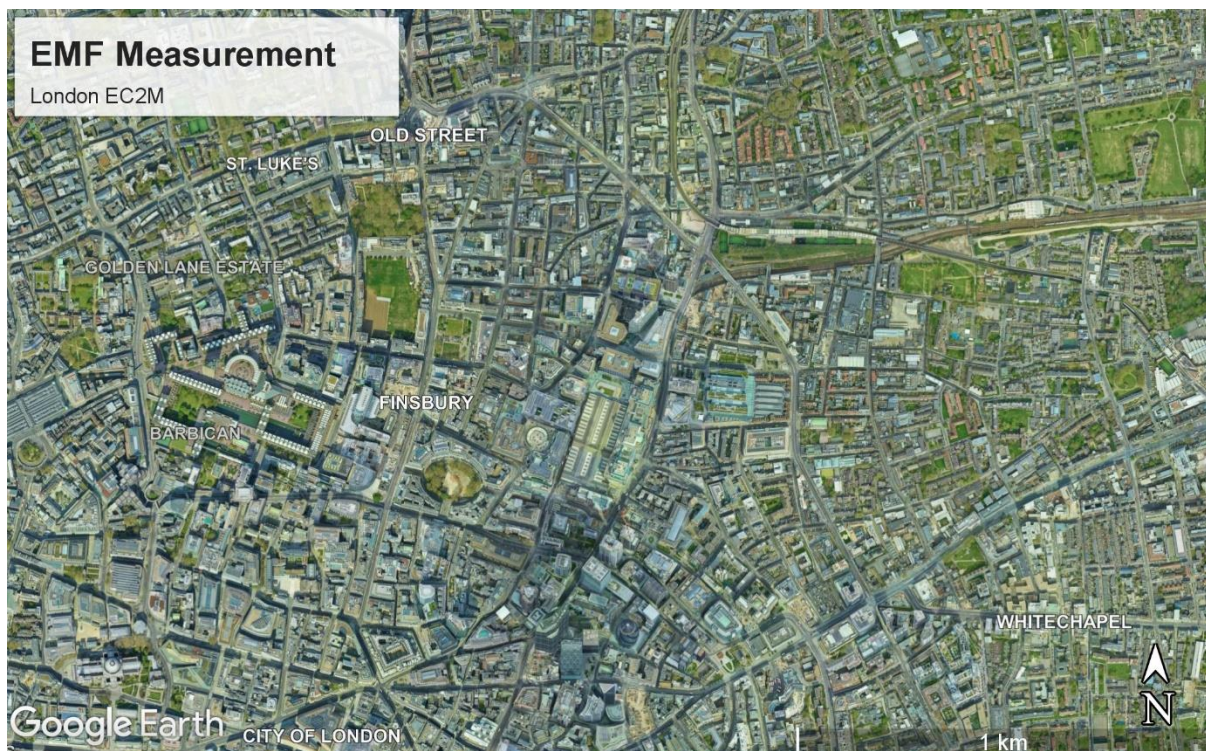 EMF Measurement
London EC2M
OLD STREET
ST. LUKE'S
GOLDEN LANE ESTATE
FINSBURY
BARBICAN
WHITECHAPEL
N
Google Earth
CITY OF LONDON
1 km